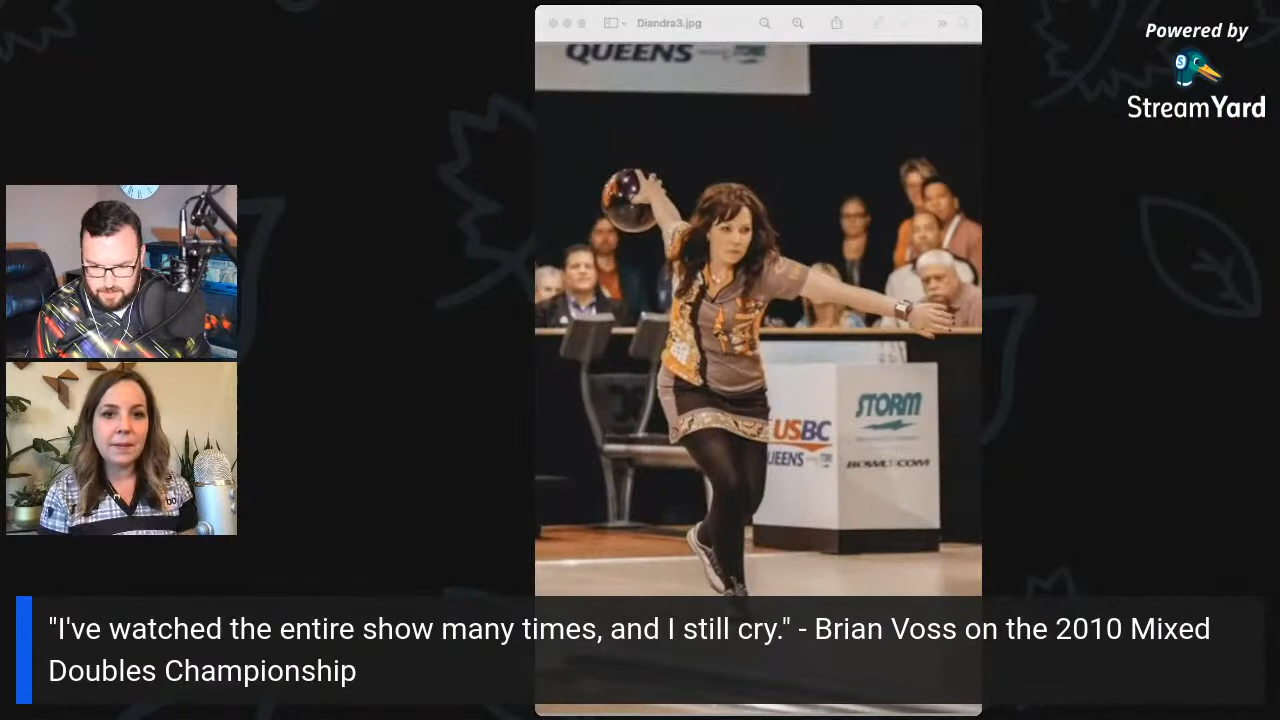 Diandra3.jpg
Powered by
StreamYard
QUEENS
STORM
USBC
BOWL.COM
"I've watched the entire show many times, and I still cry." - Brian Voss on the 2010 Mixed
Doubles Championship